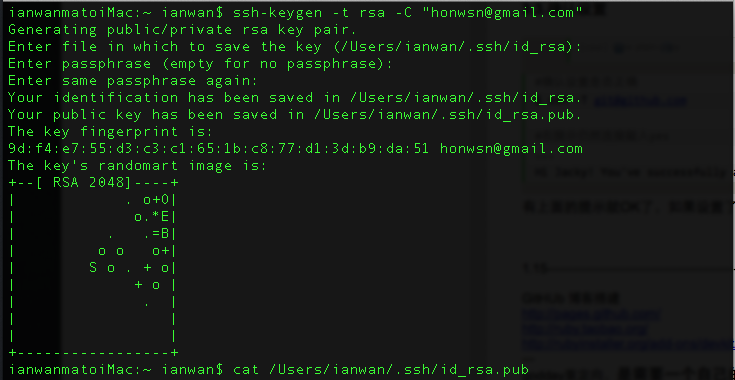 ianwanmatoiMac:~ ianwan$ ssh-keygen -t rsa -C "honwsn@gmail.com"
Generating public/private rsa key pair.
Enter file in which to save the key (/Users/ianwan/.ssh/id_rsa):
Enter passphrase (empty for no passphrase):
Enter same passphrase again:
Your identification has been saved in /Users/ianwan/.ssh/id_rsa.
Your public key has been saved in /Users/ianwan/.ssh/id_rsa.pub.
The key fingerprint is:
9d:f4:e7:55:d3:c3:c1:65:1b:c8:77:d1:3d:b9:da:51 honwsn@gmail.com
The key's randomart image is:
+--[ RSA 2048]----+
|             . o+O|
|              o.*E|
|           .   .=B|
|          o o   o+|
|         S o . + o|
|              + o |
|               .  |
|                  |
|                  |
+-----------------+
ianwanmatoiMac:~ ianwan$ cat /Users/ianwan/.ssh/id_rsa.pub